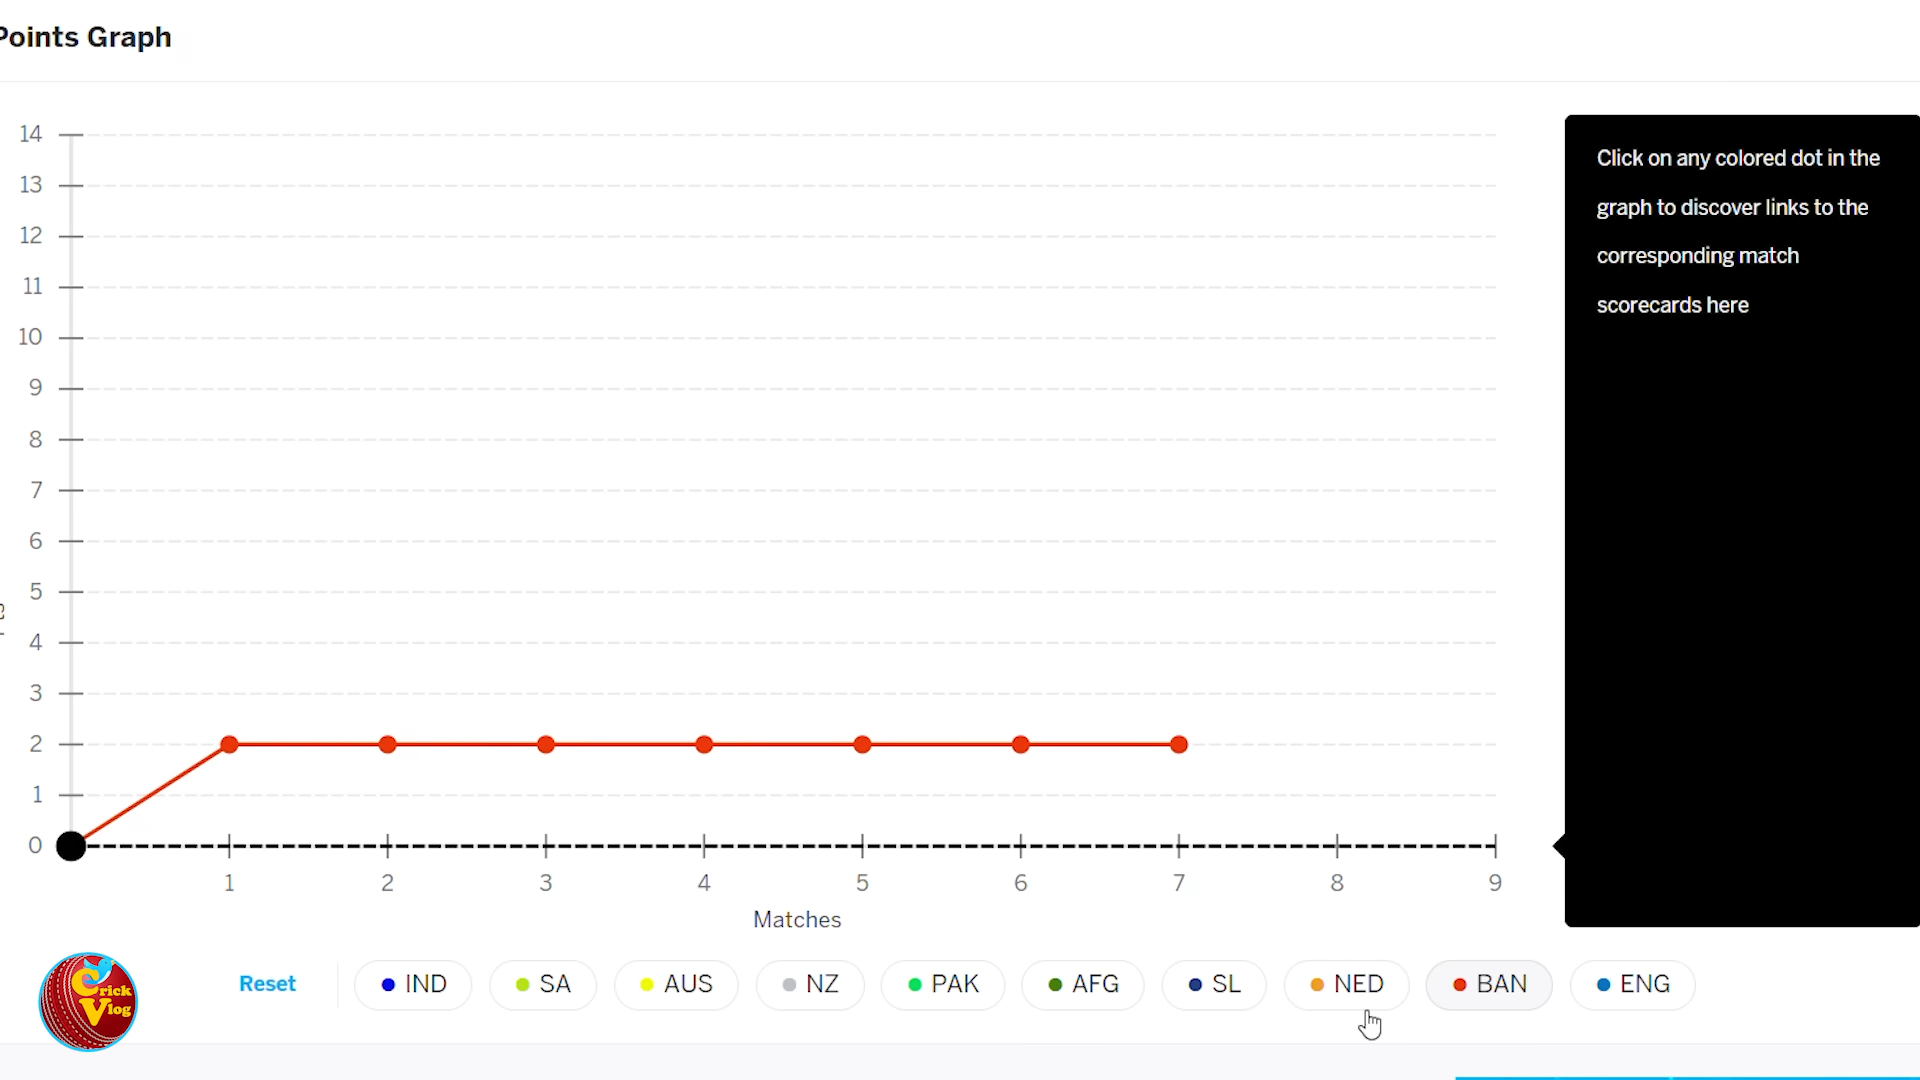 Points Graph
14
13
12
11
10
9
8
7
6
5
4
3
2
1
0
1 2 3 4 5 6 7 8 9
Matches
Click on any colored dot in the
graph to discover links to the
corresponding match
scorecards here
Reset IND SA AUS NZ PAK AFG SL NED BAN ENG
Crick
Vlog